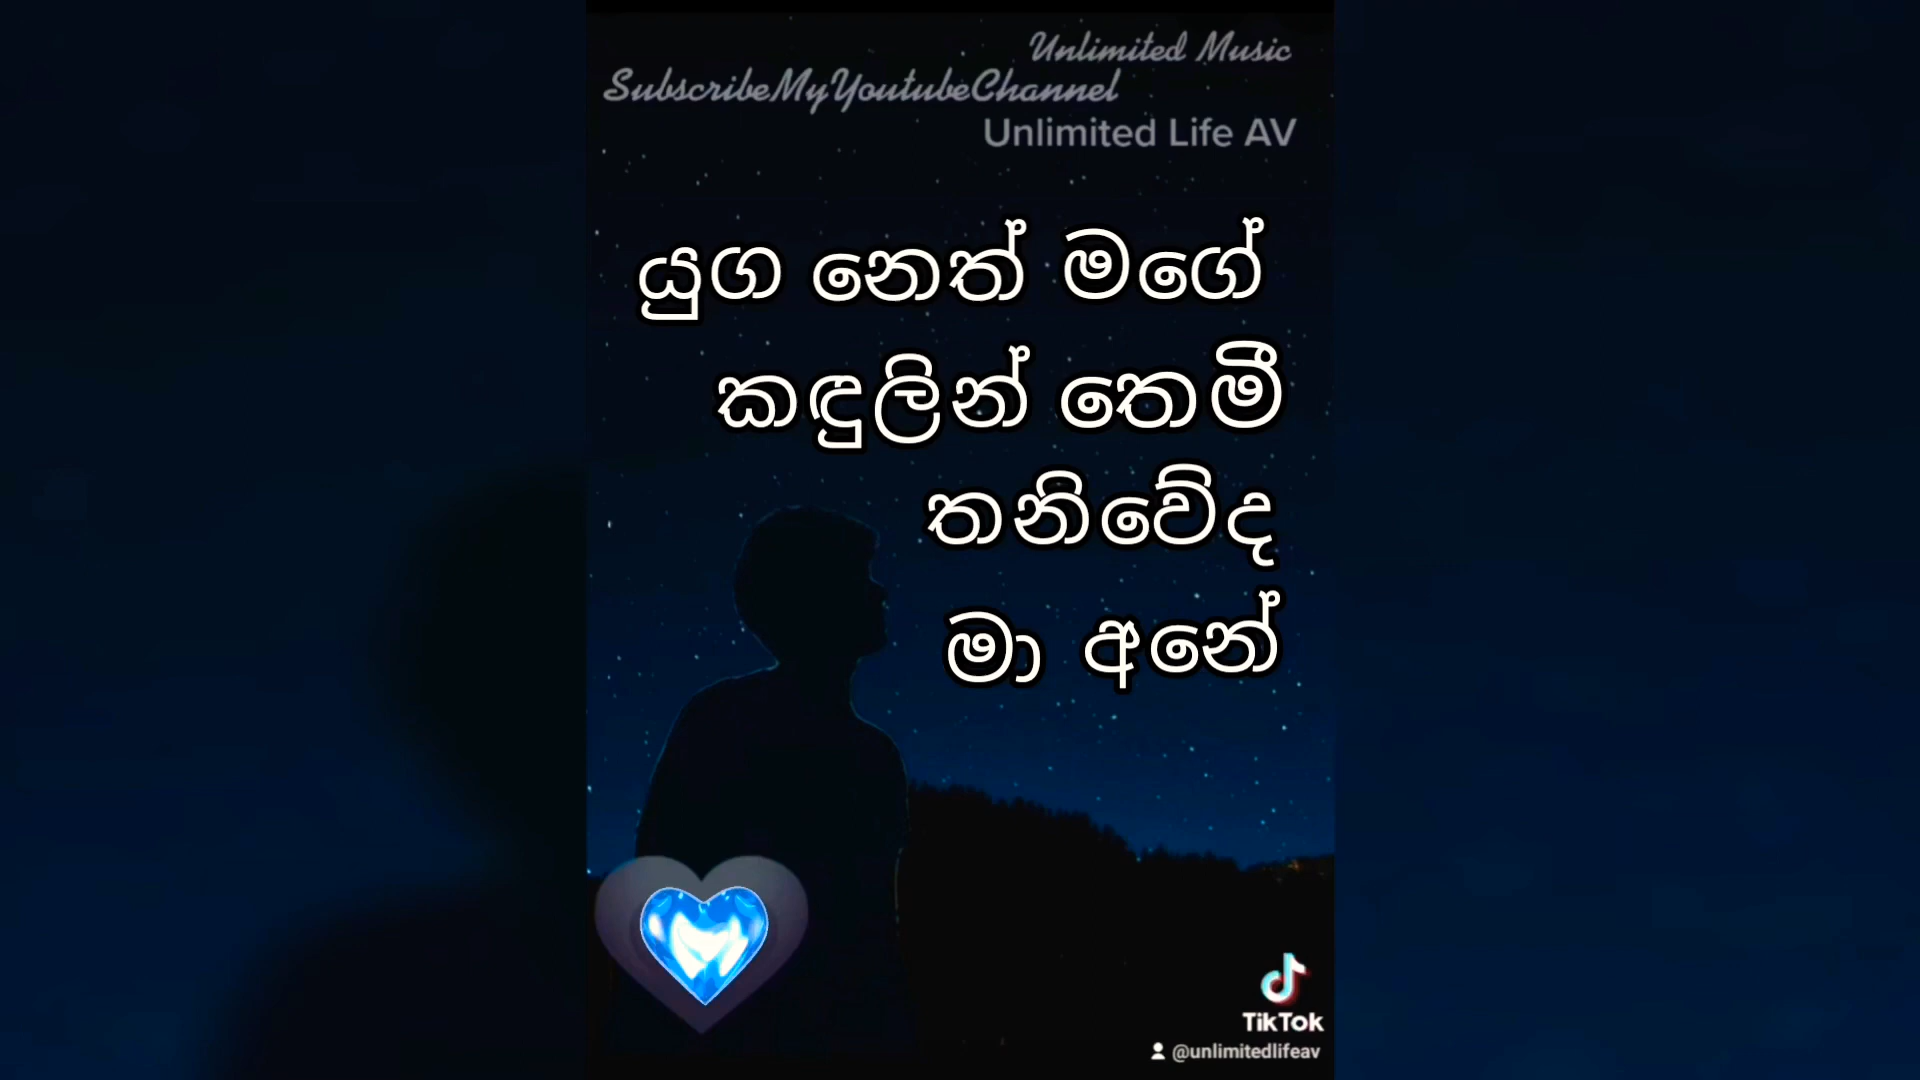 Unlimited Music
SubscribeMyYoutubeChannel
Unlimited Life AV
යුග නෙත් මගේ
කඳුලින් තෙමී
තනිවේද
මා අනේ
TikTok
@unlimitedlifeav